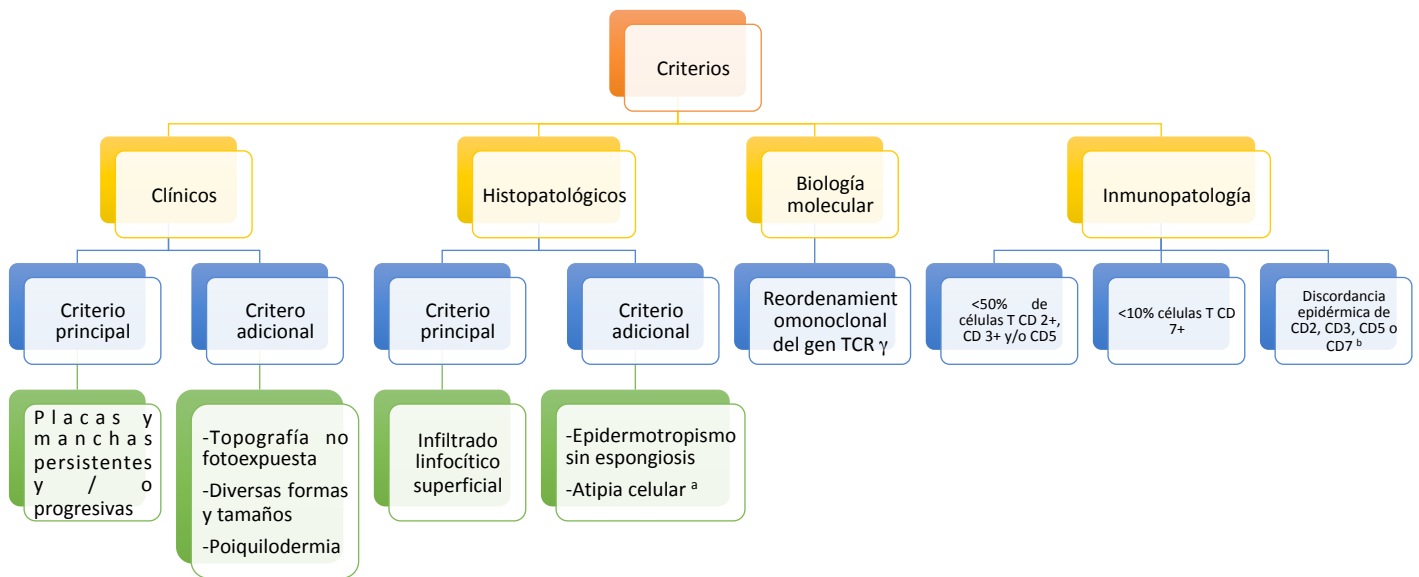 Criterios
Clínicos
Histopatológicos
Biología
molecular
Inmunopatología
Criterio
principal
Critero
adicional
Criterio
principal
Criterio
adicional
Reordenamient
omonoclonal
del gen TCR γ
<50% de
células T CD 2+,
CD 3+ y/o CD5
<10% células T CD
7+
Discordancia
epidérmica de
CD2, CD3, CD5 o
CD7 ᵇ
Placas y
manchas
persistentes
y / o
progresivas
-Topografía no
fotoexpuesta
-Diversas formas
y tamaños
-Poiquilodermia
Infiltrado
linfocítico
superficial
-Epidermotropismo
sin espongiosis
-Atipia celular ᵃ